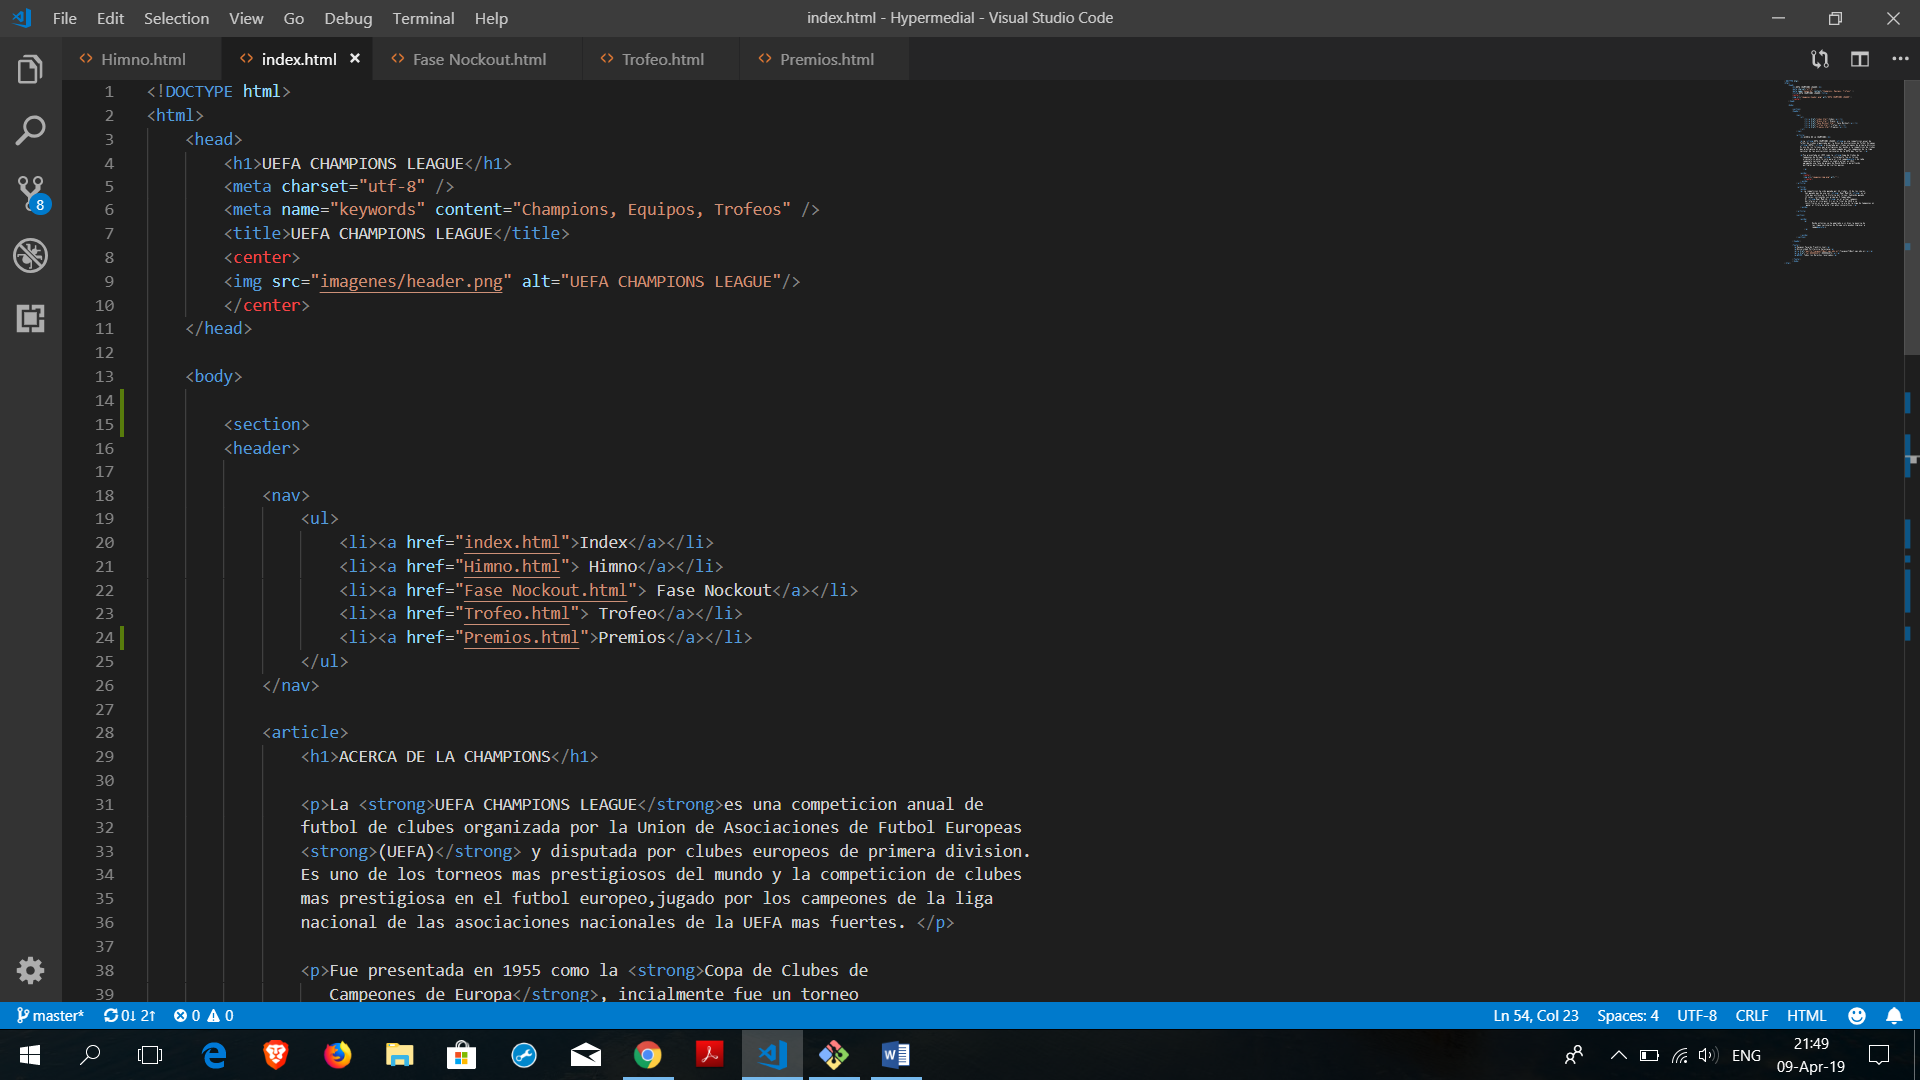 File Edit Selection View Go Debug Terminal Help
index.html - Hypermedial - Visual Studio Code
Himno.html
index.html
Fase Nockout.html
Trofeo.html
Premios.html
1 <!DOCTYPE html>
2 <html>
3 <head>
4 <h1>UEFA CHAMPIONS LEAGUE</h1>
5 <meta charset="utf-8" />
6 <meta name="keywords" content="Champions, Equipos, Trofeos" />
7 <title>UEFA CHAMPIONS LEAGUE</title>
8 <center>
9 <img src="imagenes/header.png" alt="UEFA CHAMPIONS LEAGUE"/>
10 </center>
11 </head>
12
13 <body>
14
15 <section>
16 <header>
17
18 <nav>
19 <ul>
20 <li><a href="index.html">Index</a></li>
21 <li><a href="Himno.html"> Himno</a></li>
22 <li><a href="Fase Nockout.html"> Fase Nockout</a></li>
23 <li><a href="Trofeo.html"> Trofeo</a></li>
24 <li><a href="Premios.html">Premios</a></li>
25 </ul>
26 </nav>
27
28 <article>
29 <h1>ACERCA DE LA CHAMPIONS</h1>
30
31 <p>La <strong>UEFA CHAMPIONS LEAGUE</strong>es una competicion anual de
32 futbol de clubes organizada por la Union de Asociaciones de Futbol Europeas
33 <strong>(UEFA)</strong> y disputada por clubes europeos de primera division.
34 Es uno de los torneos mas prestigiosos del mundo y la competicion de clubes
35 mas prestigiosa en el futbol europeo,jugado por los campeones de la liga
36 nacional de las asociaciones nacionales de la UEFA mas fuertes. </p>
37
38 <p>Fue presentada en 1955 como la <strong>Copa de Clubes de
39 Campeones de Europa</strong>, incialmente fue un torneo
8
master* 0↓ 2↑ 0 0
Ln 54, Col 23 Spaces: 4 UTF-8 CRLF HTML
ENG
21:49
09-Apr-19